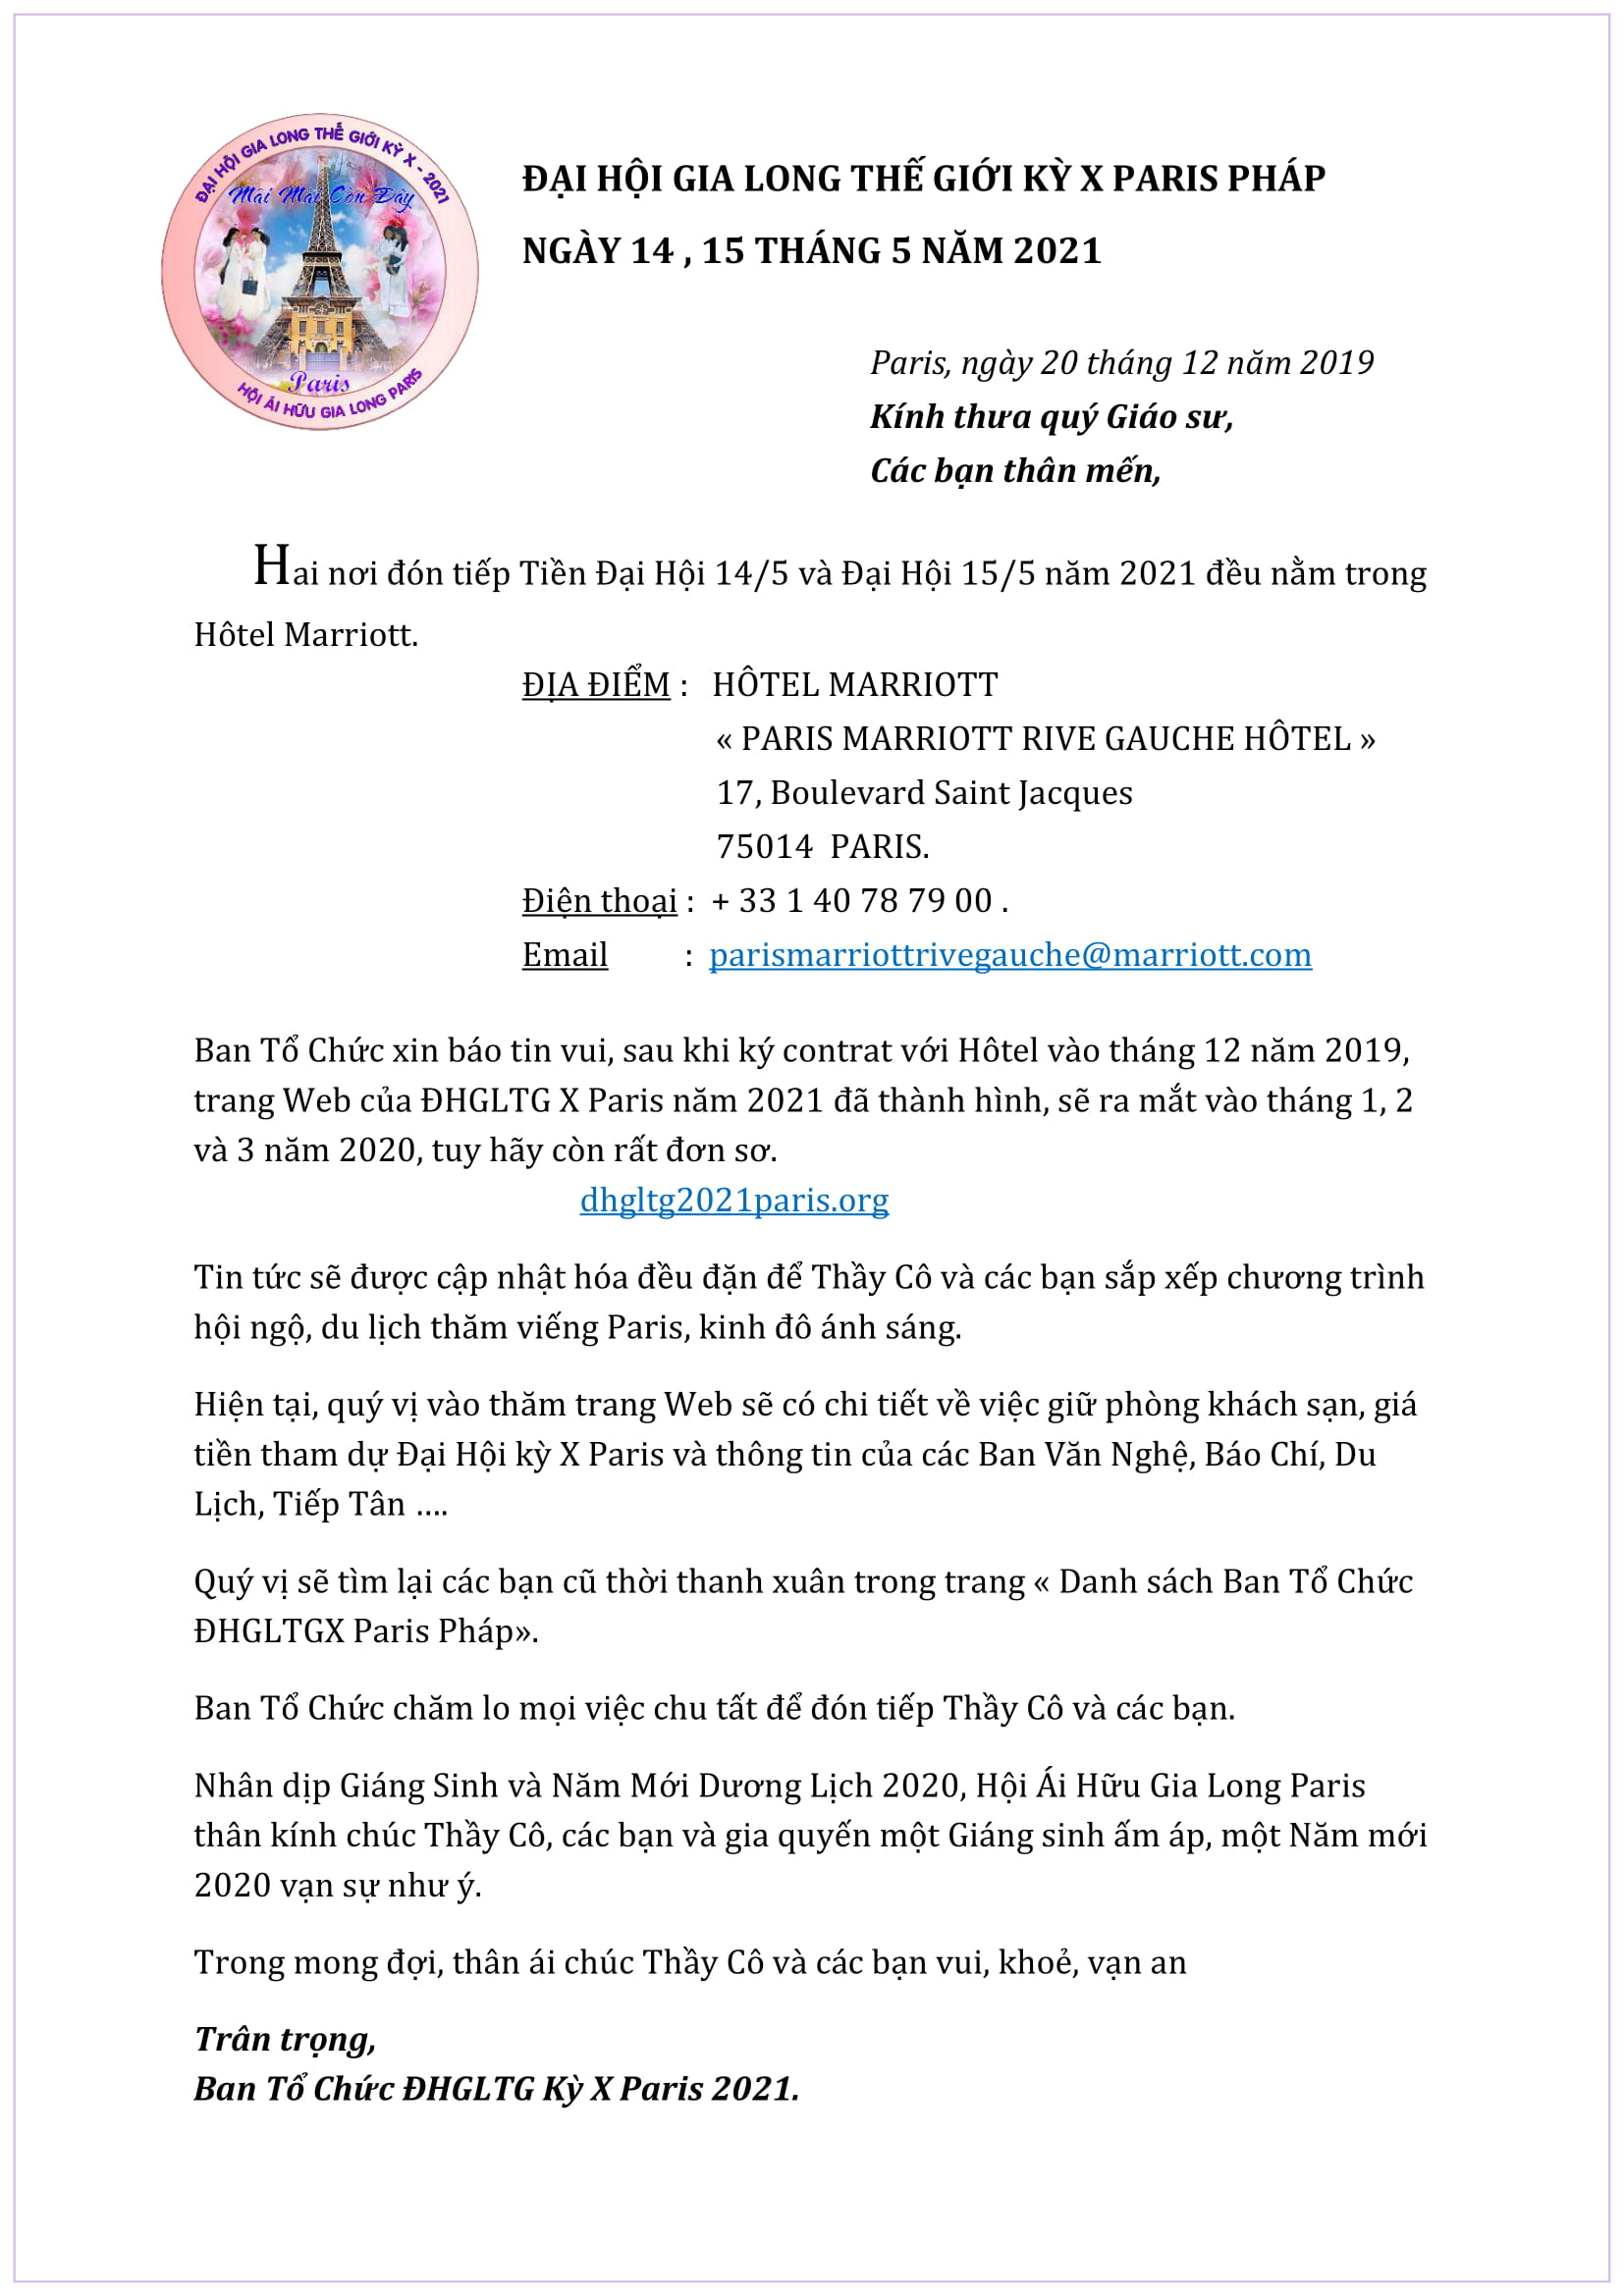 ĐẠI HỘI GIA LONG THẾ GIỚI KỲ X - 2021
Mãi Mãi Còn Đây
Paris
HỘI ÁI HỮU GIA LONG PARIS
ĐẠI HỘI GIA LONG THẾ GIỚI KỲ X PARIS PHÁP
NGÀY 14 , 15 THÁNG 5 NĂM 2021
Paris, ngày 20 tháng 12 năm 2019
Kính thưa quý Giáo sư,
Các bạn thân mến,
Hai nơi đón tiếp Tiền Đại Hội 14/5 và Đại Hội 15/5 năm 2021 đều nằm trong
Hôtel Marriott.
ĐỊA ĐIỂM : HÔTEL MARRIOTT
« PARIS MARRIOTT RIVE GAUCHE HÔTEL »
17, Boulevard Saint Jacques
75014 PARIS.
Điện thoại : + 33 1 40 78 79 00 .
Email : parismarriottrivegauche@marriott.com
Ban Tổ Chức xin báo tin vui, sau khi ký contrat với Hôtel vào tháng 12 năm 2019,
trang Web của ĐHGLTG X Paris năm 2021 đã thành hình, sẽ ra mắt vào tháng 1, 2
và 3 năm 2020, tuy hãy còn rất đơn sơ.
dhgltg2021paris.org
Tin tức sẽ được cập nhật hóa đều đặn để Thầy Cô và các bạn sắp xếp chương trình
hội ngộ, du lịch thăm viếng Paris, kinh đô ánh sáng.
Hiện tại, quý vị vào thăm trang Web sẽ có chi tiết về việc giữ phòng khách sạn, giá
tiền tham dự Đại Hội kỳ X Paris và thông tin của các Ban Văn Nghệ, Báo Chí, Du
Lịch, Tiếp Tân ....
Quý vị sẽ tìm lại các bạn cũ thời thanh xuân trong trang « Danh sách Ban Tổ Chức
ĐHGLTGX Paris Pháp».
Ban Tổ Chức chăm lo mọi việc chu tất để đón tiếp Thầy Cô và các bạn.
Nhân dịp Giáng Sinh và Năm Mới Dương Lịch 2020, Hội Ái Hữu Gia Long Paris
thân kính chúc Thầy Cô, các bạn và gia quyến một Giáng sinh ấm áp, một Năm mới
2020 vạn sự như ý.
Trong mong đợi, thân ái chúc Thầy Cô và các bạn vui, khoẻ, vạn an
Trân trọng,
Ban Tổ Chức ĐHGLTG Kỳ X Paris 2021.